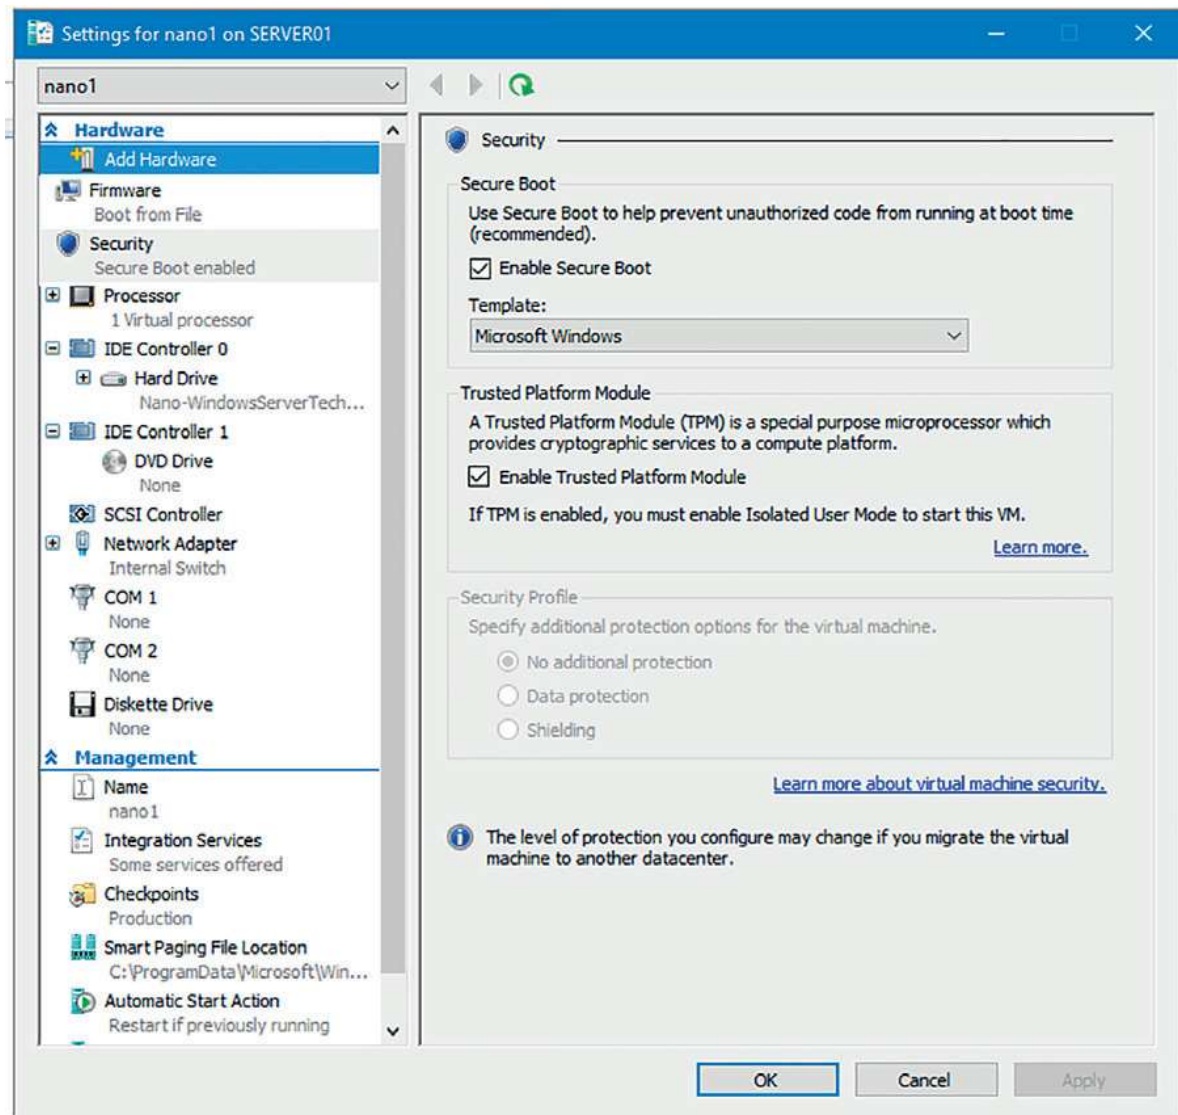 Settings for nano1 on SERVER01
nano1
Hardware
Add Hardware
Firmware
Boot from File
Security
Secure Boot enabled
Processor
1 Virtual processor
IDE Controller 0
Hard Drive
Nano-WindowsServerTech...
IDE Controller 1
DVD Drive
None
SCSI Controller
Network Adapter
Internal Switch
COM 1
None
COM 2
None
Diskette Drive
None
Management
Name
nano1
Integration Services
Some services offered
Checkpoints
Production
Smart Paging File Location
C:\ProgramData\Microsoft\Win...
Automatic Start Action
Restart if previously running
Security
Secure Boot
Use Secure Boot to help prevent unauthorized code from running at boot time
(recommended).
Enable Secure Boot
Template:
Microsoft Windows
Trusted Platform Module
A Trusted Platform Module (TPM) is a special purpose microprocessor which
provides cryptographic services to a compute platform.
Enable Trusted Platform Module
If TPM is enabled, you must enable Isolated User Mode to start this VM.
Learn more.
Security Profile
Specify additional protection options for the virtual machine.
No additional protection
Data protection
Shielding
Learn more about virtual machine security.
The level of protection you configure may change if you migrate the virtual
machine to another datacenter.
OK
Cancel
Apply